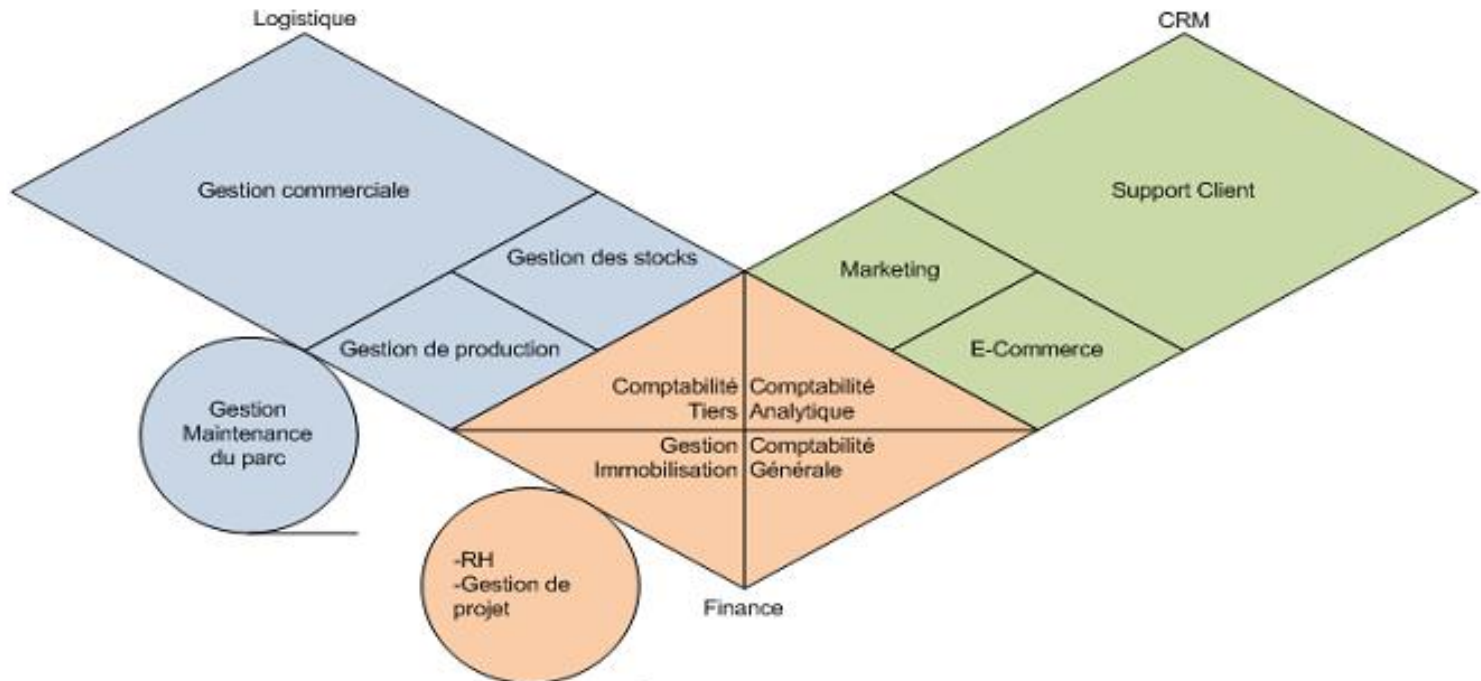 Logistique
CRM
Gestion commerciale
Support Client
Gestion des stocks
Marketing
Gestion de production
E-Commerce
Comptabilité
Tiers
Comptabilité
Analytique
Gestion
Maintenance
du parc
Gestion
Immobilisation
Comptabilité
Générale
-RH
-Gestion de
projet
Finance